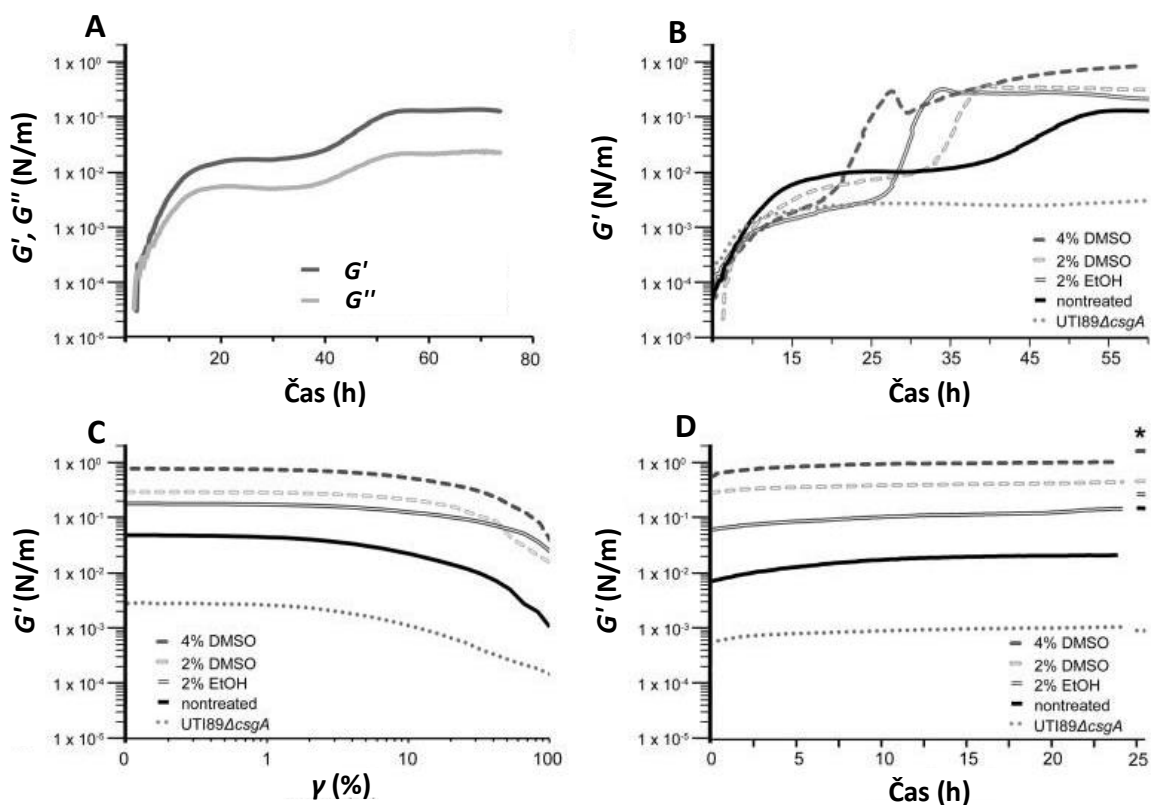 A
1 x 10⁰
1 x 10⁻¹
1 x 10⁻²
1 x 10⁻³
1 x 10⁻⁴
1 x 10⁻⁵
G', G'' (N/m)
G'
G''
20 40 60 80
Čas (h)
B
1 x 10⁰
1 x 10⁻¹
1 x 10⁻²
1 x 10⁻³
1 x 10⁻⁴
1 x 10⁻⁵
G' (N/m)
4% DMSO
2% DMSO
2% EtOH
nontreated
UTI89ΔcsgA
5 15 25 35 45 55
Čas (h)
C
1 x 10⁰
1 x 10⁻¹
1 x 10⁻²
1 x 10⁻³
1 x 10⁻⁴
1 x 10⁻⁵
G' (N/m)
4% DMSO
2% DMSO
2% EtOH
nontreated
UTI89ΔcsgA
0 1 10 100
γ (%)
D
*
1 x 10⁰
1 x 10⁻¹
1 x 10⁻²
1 x 10⁻³
1 x 10⁻⁴
1 x 10⁻⁵
G' (N/m)
4% DMSO
2% DMSO
2% EtOH
nontreated
UTI89ΔcsgA
0 5 10 15 20 25
Čas (h)